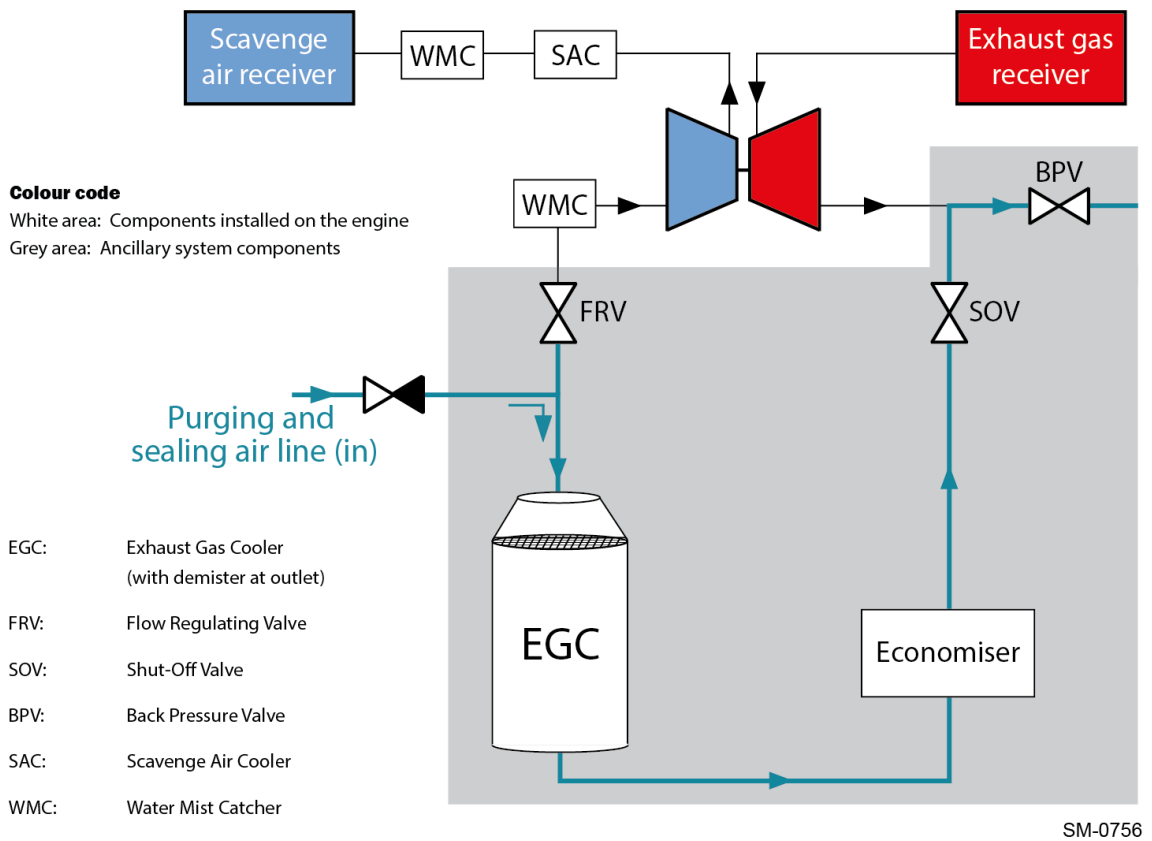 Scavenge
air receiver
WMC
SAC
Exhaust gas
receiver
Colour code
White area: Components installed on the engine
Grey area: Ancillary system components
WMC
BPV
FRV
SOV
Purging and
sealing air line (in)
EGC
Economiser
EGC: Exhaust Gas Cooler
(with demister at outlet)
FRV: Flow Regulating Valve
SOV: Shut-Off Valve
BPV: Back Pressure Valve
SAC: Scavenge Air Cooler
WMC: Water Mist Catcher
SM-0756